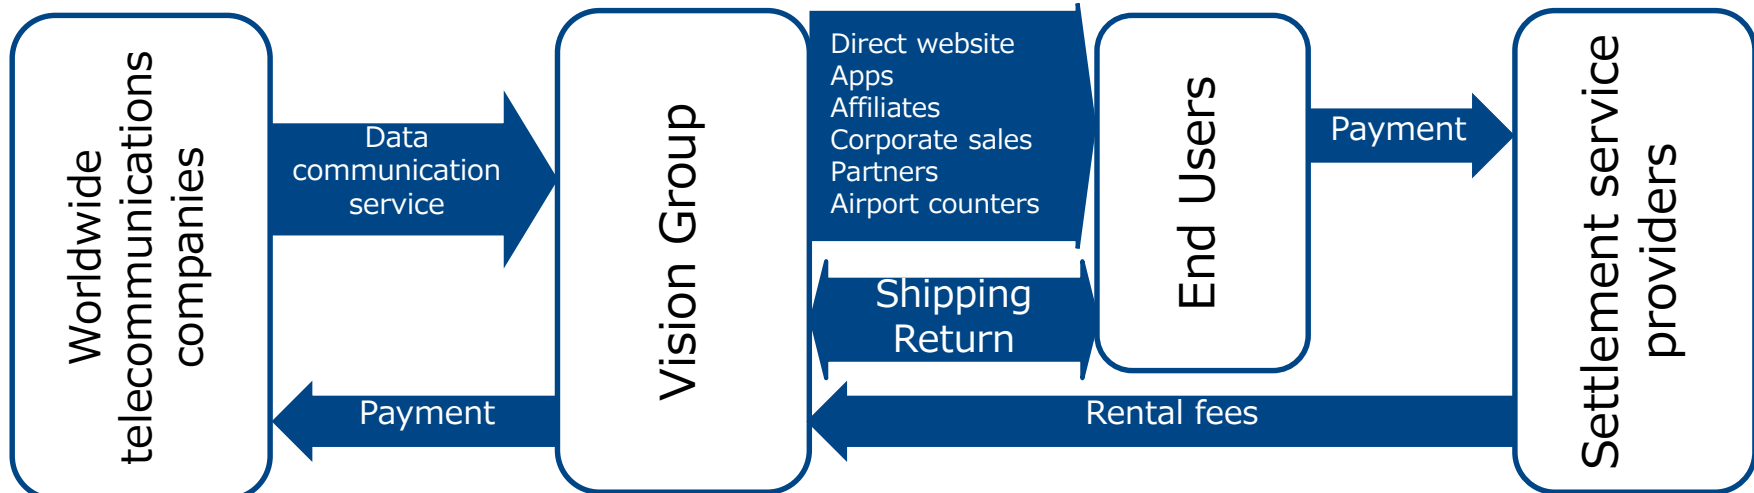 Worldwide
telecommunications
companies
Data
communication
service
Payment
Vision Group
Direct website
Apps
Affiliates
Corporate sales
Partners
Airport counters
Shipping
Return
End Users
Payment
Rental fees
Settlement service
providers